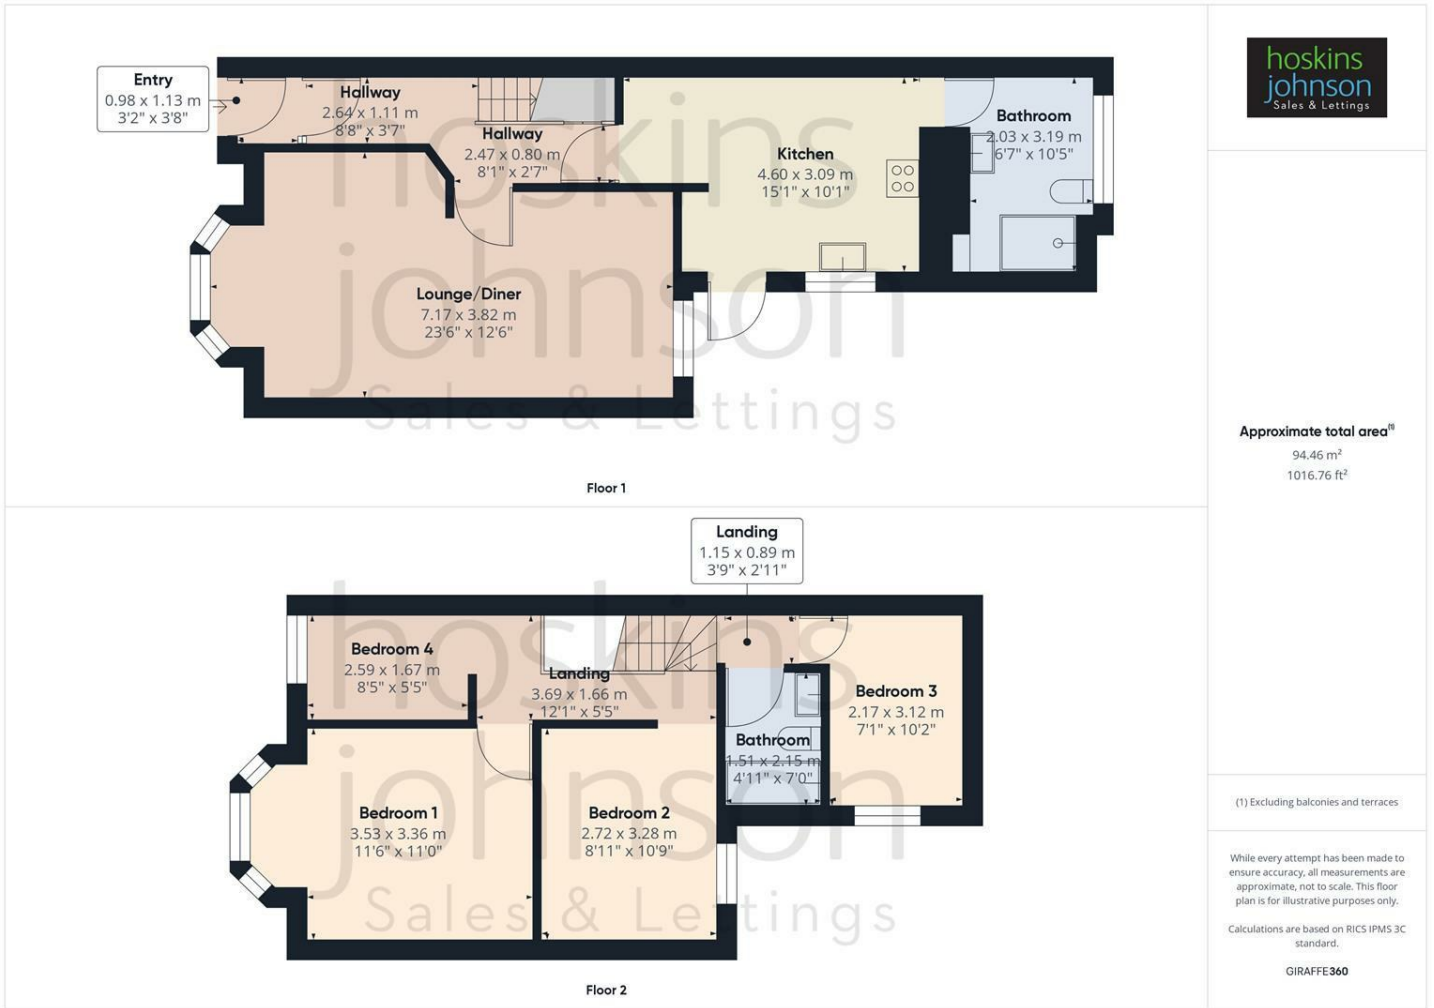 Entry
0.98 x 1.13 m
3'2" x 3'8"
Hallway
2.64 x 1.11 m
8'8" x 3'7"
Hallway
2.47 x 0.80 m
8'1" x 2'7"
Kitchen
4.60 x 3.09 m
15'1" x 10'1"
Bathroom
2.03 x 3.19 m
6'7" x 10'5"
Lounge/Diner
7.17 x 3.82 m
23'6" x 12'6"
hoskins
johnson
Sales & Lettings
Floor 1
Landing
1.15 x 0.89 m
3'9" x 2'11"
Bedroom 4
2.59 x 1.67 m
8'5" x 5'5"
Landing
3.69 x 1.66 m
12'1" x 5'5"
Bedroom 3
2.17 x 3.12 m
7'1" x 10'2"
Bathroom
1.51 x 2.15 m
4'11" x 7'0"
Bedroom 1
3.53 x 3.36 m
11'6" x 11'0"
Bedroom 2
2.72 x 3.28 m
8'11" x 10'9"
hoskins
johnson
Sales & Lettings
Floor 2
hoskins
johnson
Sales & Lettings
Approximate total area⁽¹⁾
94.46 m²
1016.76 ft²
(1) Excluding balconies and terraces
While every attempt has been made to
ensure accuracy, all measurements are
approximate, not to scale. This floor
plan is for illustrative purposes only.
Calculations are based on RICS IPMS 3C
standard.
GIRAFFE360